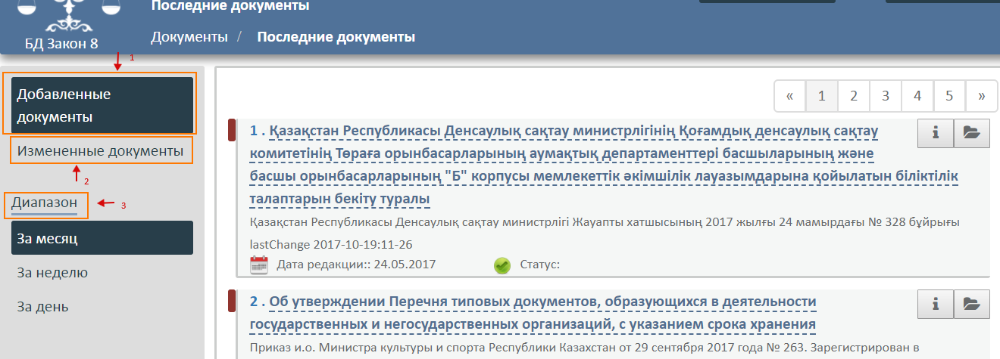 Последние документы
БД Закон 8
Документы / Последние документы
1
Добавленные
документы
Измененные документы
2
Диапазон
3
За месяц
За неделю
За день
« 1 2 3 4 5 »
1 . Қазақстан Республикасы Денсаулық сақтау министрлігінің Қоғамдық денсаулық сақтау
комитетінің Төраға орынбасарларының аумақтық департаменттері басшыларының және
басшы орынбасарларының "Б" корпусы мемлекеттік әкімшілік лауазымдарына қойылатын біліктілік
талаптарын бекіту туралы
Қазақстан Республикасы Денсаулық сақтау министрлігі Жауапты хатшысының 2017 жылғы 24 мамырдағы № 328 бұйрығы
lastChange 2017-10-19:11-26
Дата редакции:: 24.05.2017 Статус:
2 . Об утверждении Перечня типовых документов, образующихся в деятельности
государственных и негосударственных организаций, с указанием срока хранения
Приказ и.о. Министра культуры и спорта Республики Казахстан от 29 сентября 2017 года № 263. Зарегистрирован в